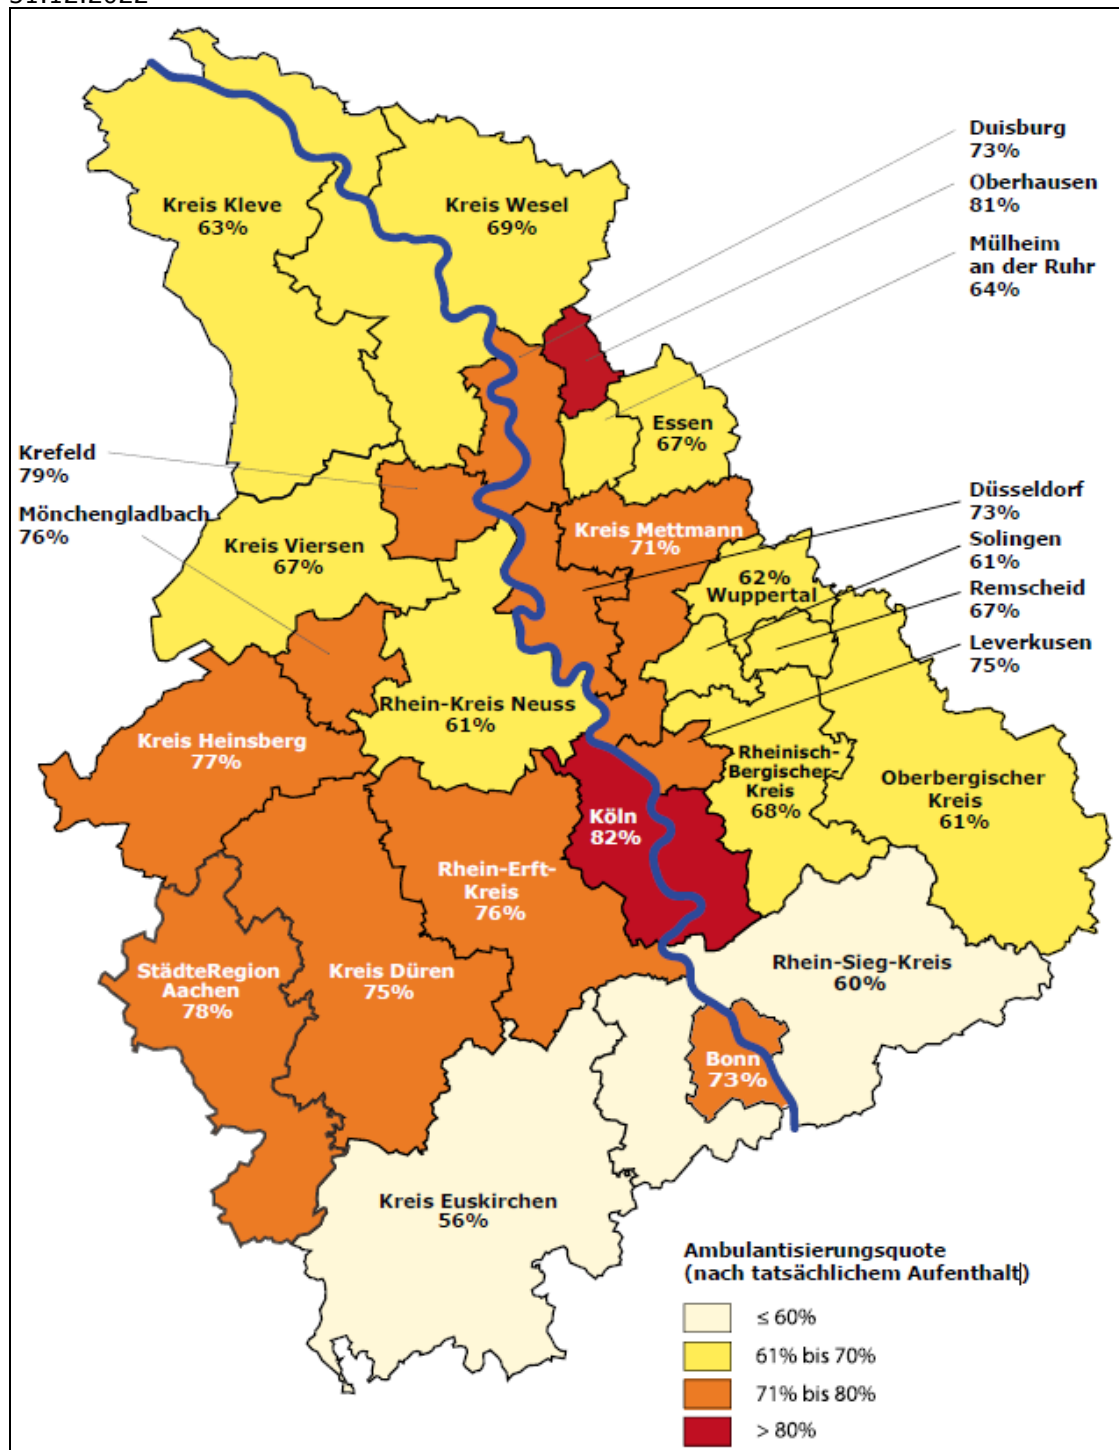 31.12.2022
Duisburg
73%
Oberhausen
81%
Mülheim
an der Ruhr
64%
Kreis Kleve
63%
Kreis Wesel
69%
Essen
67%
Krefeld
79%
Mönchengladbach
76%
Kreis Viersen
67%
Kreis Mettmann
71%
Düsseldorf
73%
Solingen
61%
Remscheid
67%
Leverkusen
75%
62%
Wuppertal
Rhein-Kreis Neuss
61%
Kreis Heinsberg
77%
Rheinisch-
Bergischer-
Kreis
68%
Oberbergischer
Kreis
61%
Köln
82%
Rhein-Erft-
Kreis
76%
StädteRegion
Aachen
78%
Kreis Düren
75%
Rhein-Sieg-Kreis
60%
Bonn
73%
Kreis Euskirchen
56%
Ambulantisierungsquote
(nach tatsächlichem Aufenthalt)
≤ 60%
61% bis 70%
71% bis 80%
> 80%